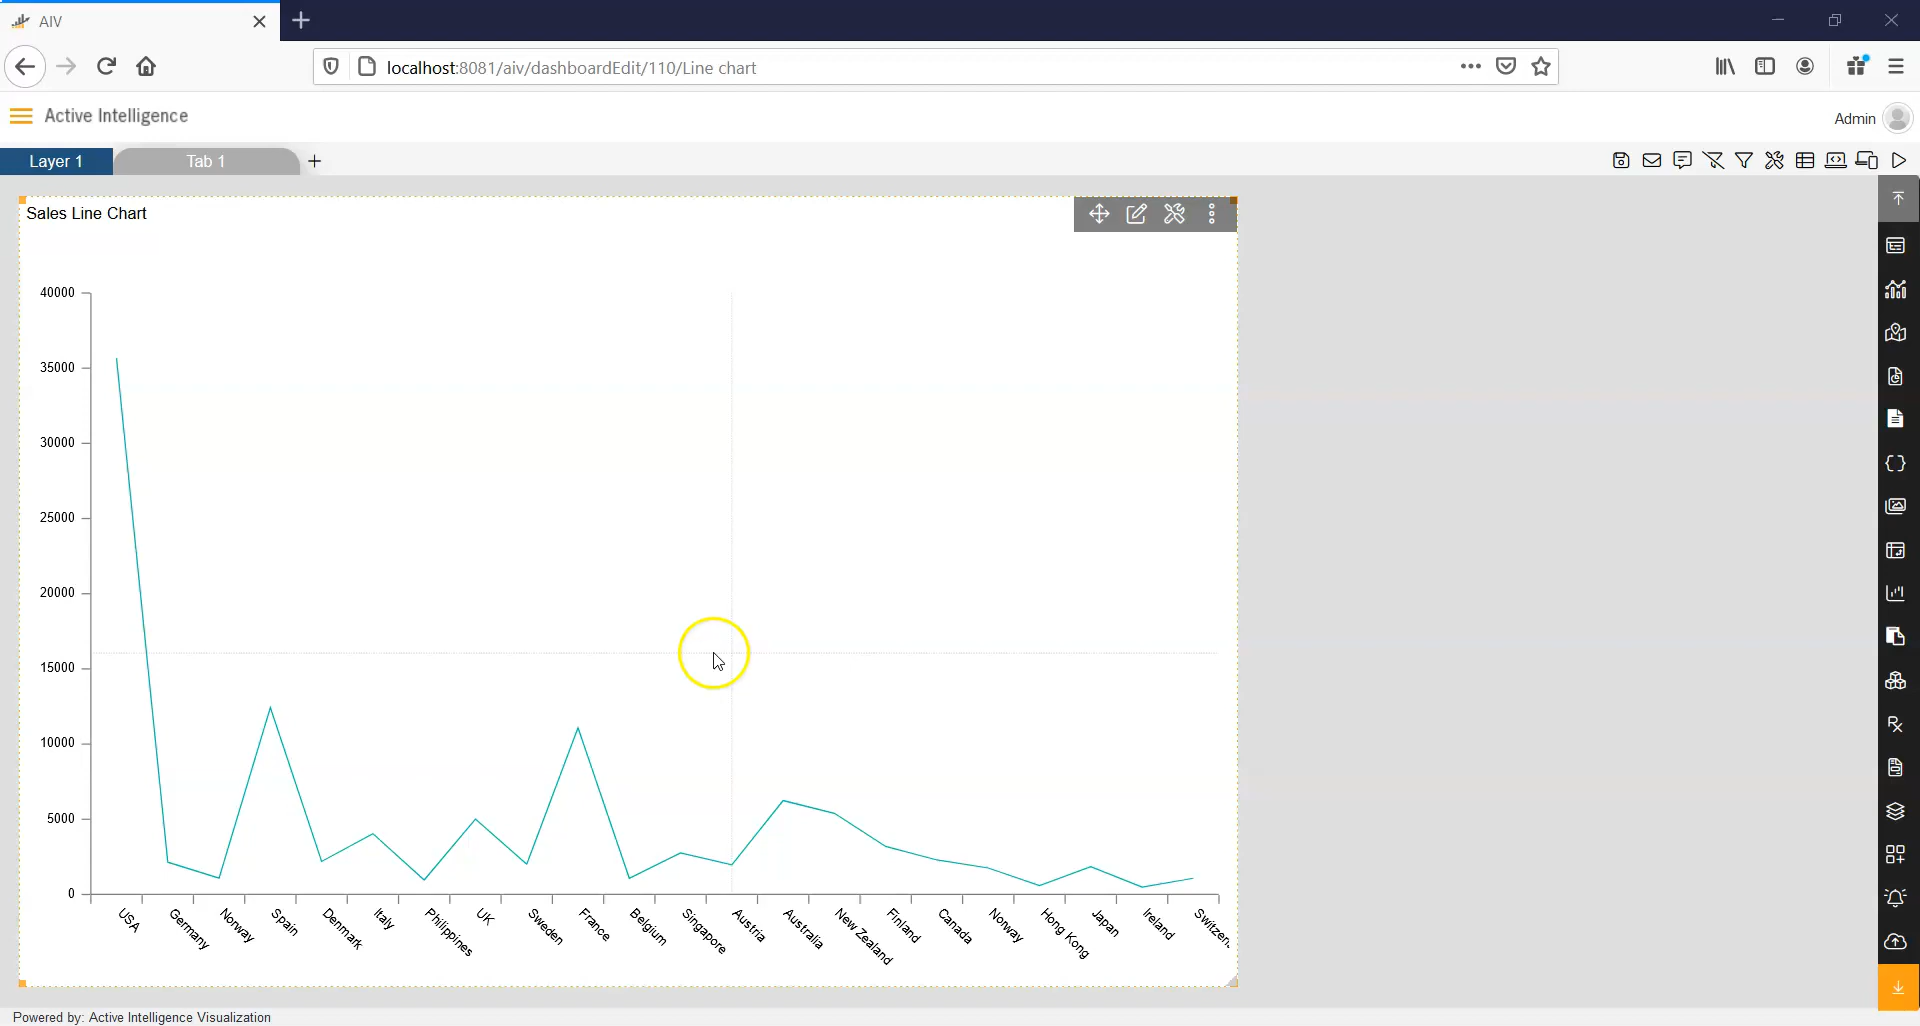 AIV
localhost:8081/aiv/dashboardEdit/110/Line chart
Active Intelligence
Admin
Layer 1
Tab 1
Sales Line Chart
40000
35000
30000
25000
20000
15000
10000
5000
0
USA
Germany
Norway
Spain
Denmark
Italy
Philippines
UK
Sweden
France
Belgium
Singapore
Austria
Australia
New Zealand
Finland
Canada
Norway
Hong Kong
Japan
Ireland
Switzen
Powered by: Active Intelligence Visualization